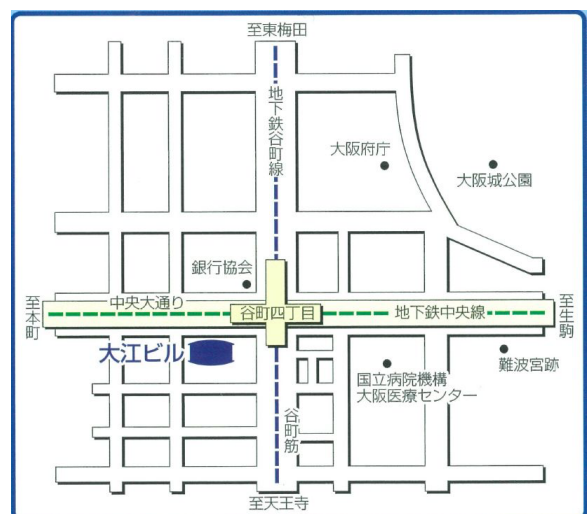 至東梅田
地下鉄谷町線
大阪府庁
大阪城公園
銀行協会
至本町
中央大通り
谷町四丁目
地下鉄中央線
至生駒
大江ビル
難波宮跡
国立病院機構
大阪医療センター
谷町筋
至天王寺